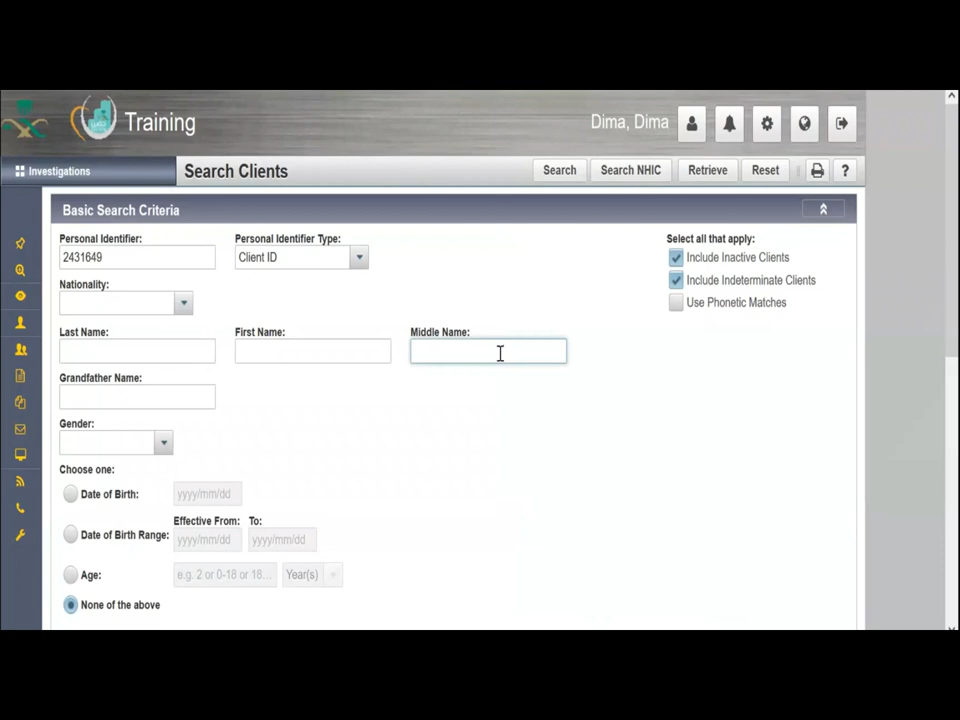 Training
Dima, Dima
Investigations
Search Clients
Search
Search NHIC
Retrieve
Reset
?
Basic Search Criteria
Personal Identifier:
Personal Identifier Type:
Select all that apply:
2431649
Client ID
Include Inactive Clients
Nationality:
Include Indeterminate Clients
Use Phonetic Matches
Last Name:
First Name:
Middle Name:
Grandfather Name:
Gender:
Choose one:
Date of Birth:
yyyy/mm/dd
Effective From:
To:
Date of Birth Range:
yyyy/mm/dd
yyyy/mm/dd
Age:
e.g. 2 or 0-18 or 18...
Year(s)
None of the above